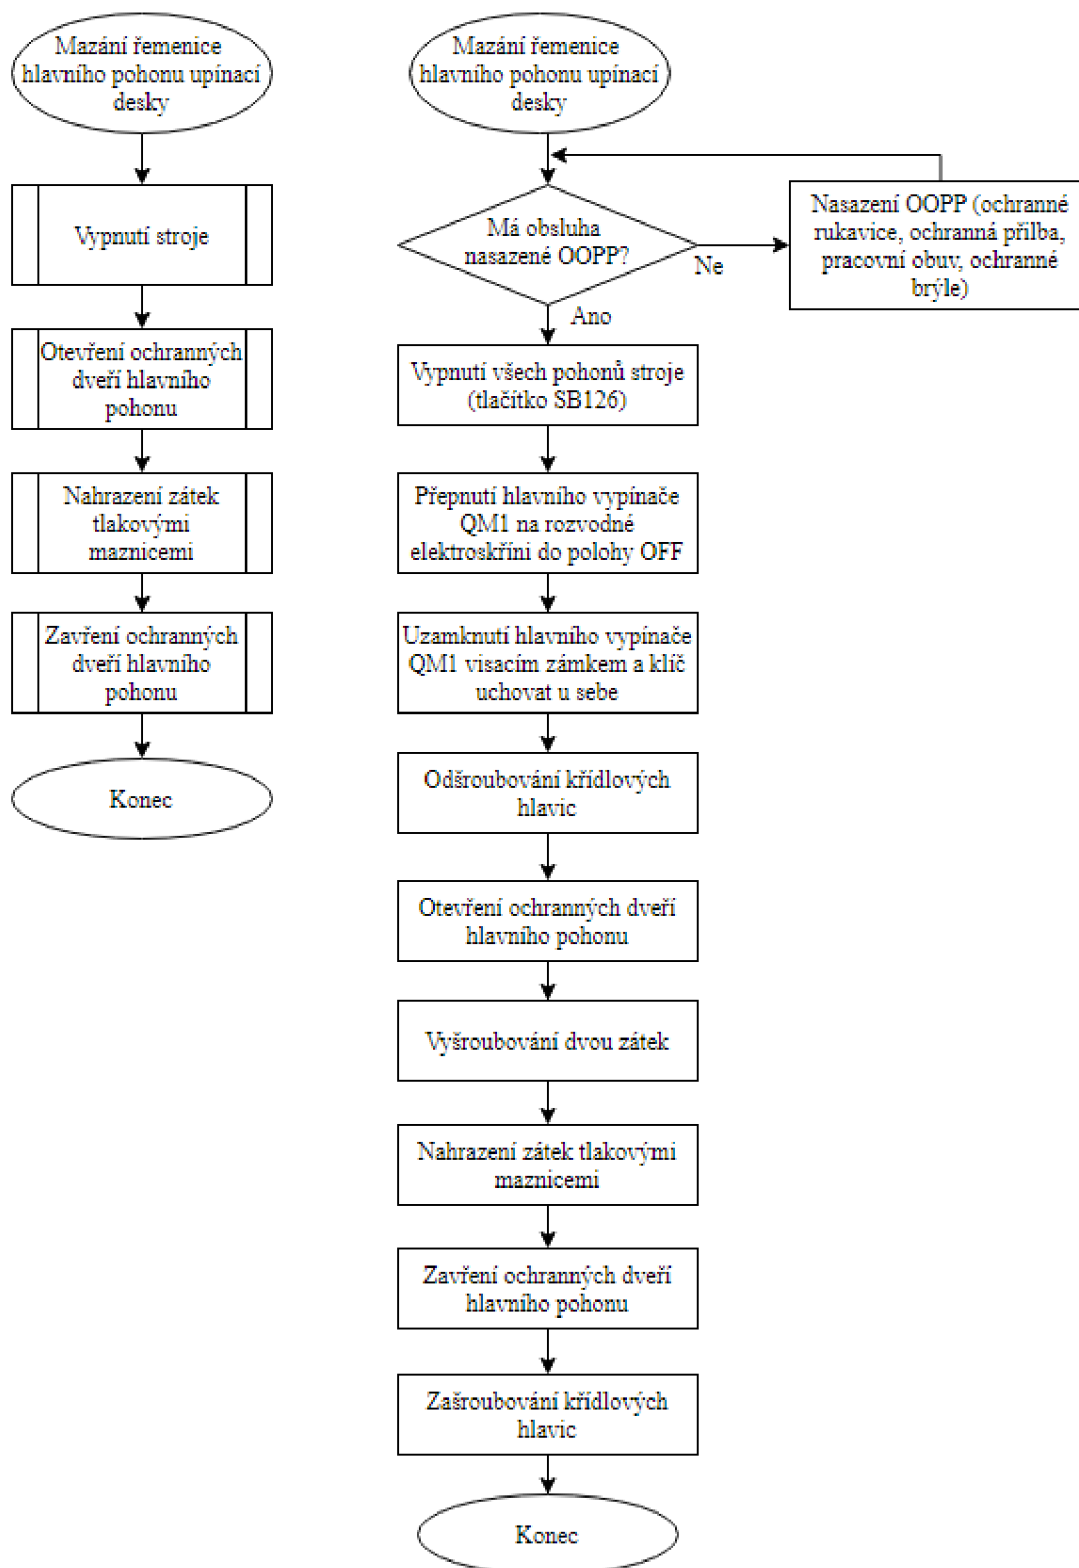 Mazání řemenice
hlavního pohonu upínací
desky
Vypnutí stroje
Otevření ochranných
dveří hlavního
pohonu
Nahrazení zátek
tlakovými
maznicemi
Zavření ochranných
dveří hlavního
pohonu
Konec
Mazání řemenice
hlavního pohonu upínací
desky
Má obsluha
nasazené OOPP?
Ne
Nasazení OOPP (ochranné
rukavice, ochranná přilba,
pracovní obuv, ochranné
brýle)
Ano
Vypnutí všech pohonů stroje
(tlačítko SB126)
Přepnutí hlavního vypínače
QM1 na rozvodné
elektroskříni do polohy OFF
Uzamknutí hlavního vypínače
QM1 visacím zámkem a klíč
uchovat u sebe
Odšroubování křídlových
hlavic
Otevření ochranných dveří
hlavního pohonu
Vyšroubování dvou zátek
Nahrazení zátek tlakovými
maznicemi
Zavření ochranných dveří
hlavního pohonu
Zašroubování křídlových
hlavic
Konec